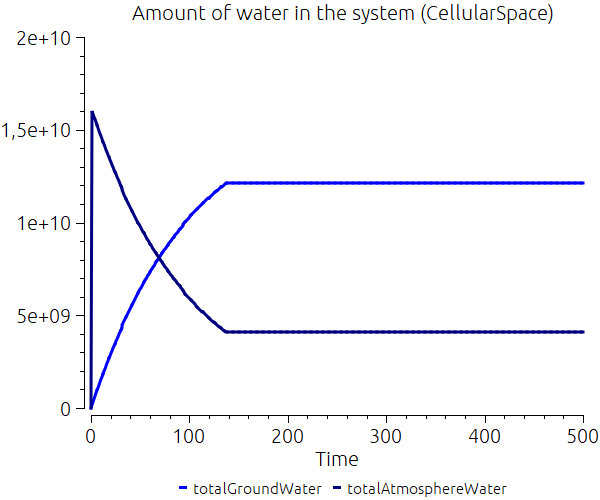 Amount of water in the system (CellularSpace)
2e+10
1,5e+10
1e+10
5e+09
0
0 100 200 300 400 500
Time
totalGroundWater totalAtmosphereWater